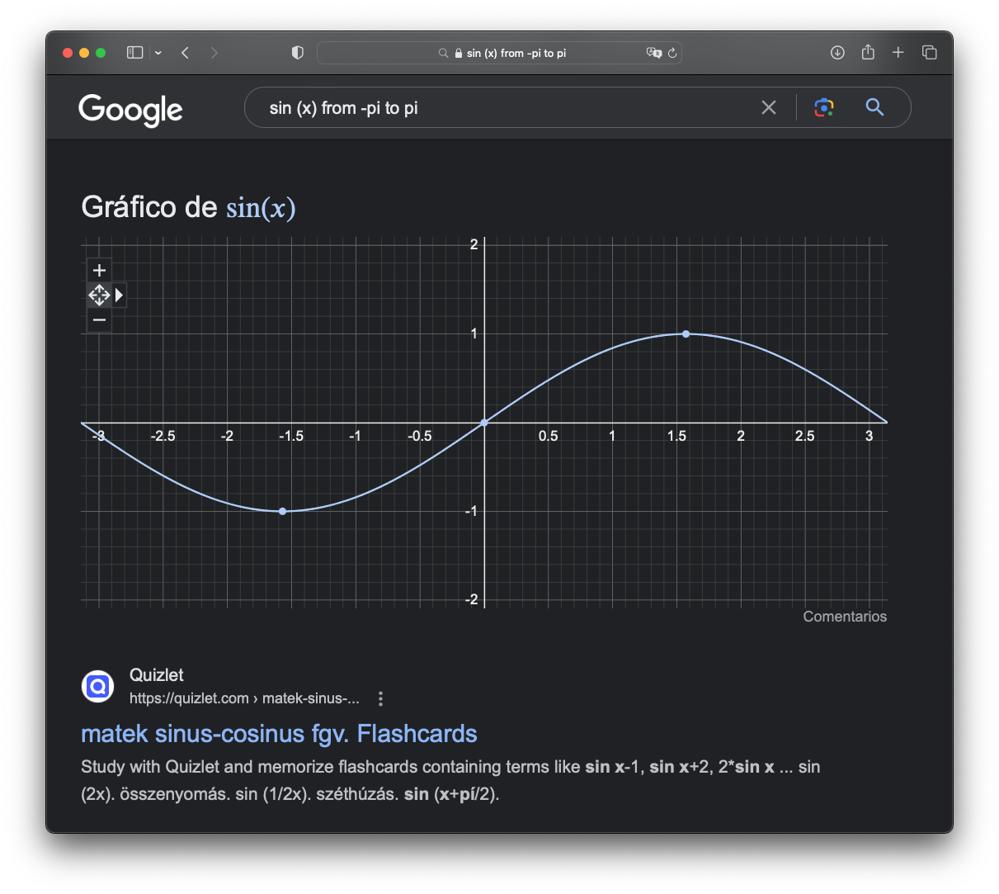 sin (x) from -pi to pi
Google
sin (x) from -pi to pi
Gráfico de sin(x)
2
1
-3 -2.5 -2 -1.5 -1 -0.5 0.5 1 1.5 2 2.5 3
-1
-2
Comentarios
Quizlet
https://quizlet.com › matek-sinus-...
matek sinus-cosinus fgv. Flashcards
Study with Quizlet and memorize flashcards containing terms like sin x-1, sin x+2, 2*sin x ... sin
(2x). összenyomás. sin (1/2x). széthúzás. sin (x+pí/2).